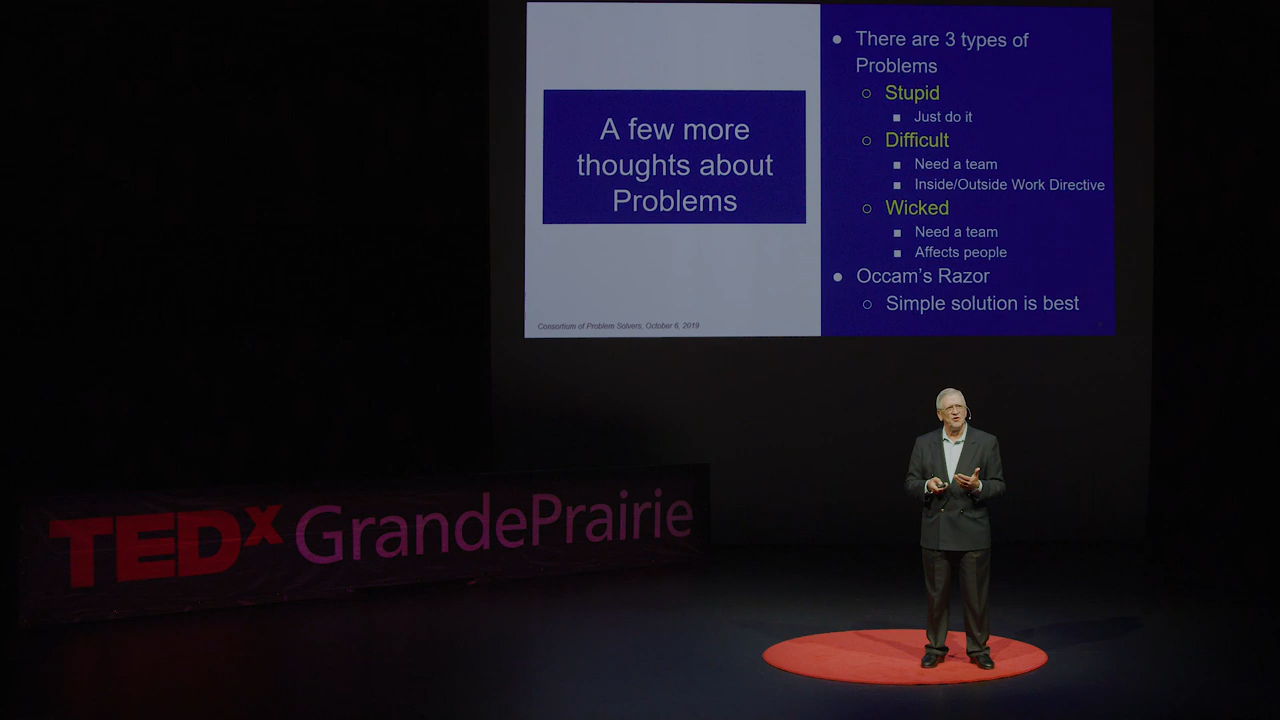 A few more
thoughts about
Problems
Consortium of Problem Solvers, October 6, 2019
There are 3 types of
Problems
Stupid
Just do it
Difficult
Need a team
Inside/Outside Work Directive
Wicked
Need a team
Affects people
Occam's Razor
Simple solution is best
TEDxGrandePrairie